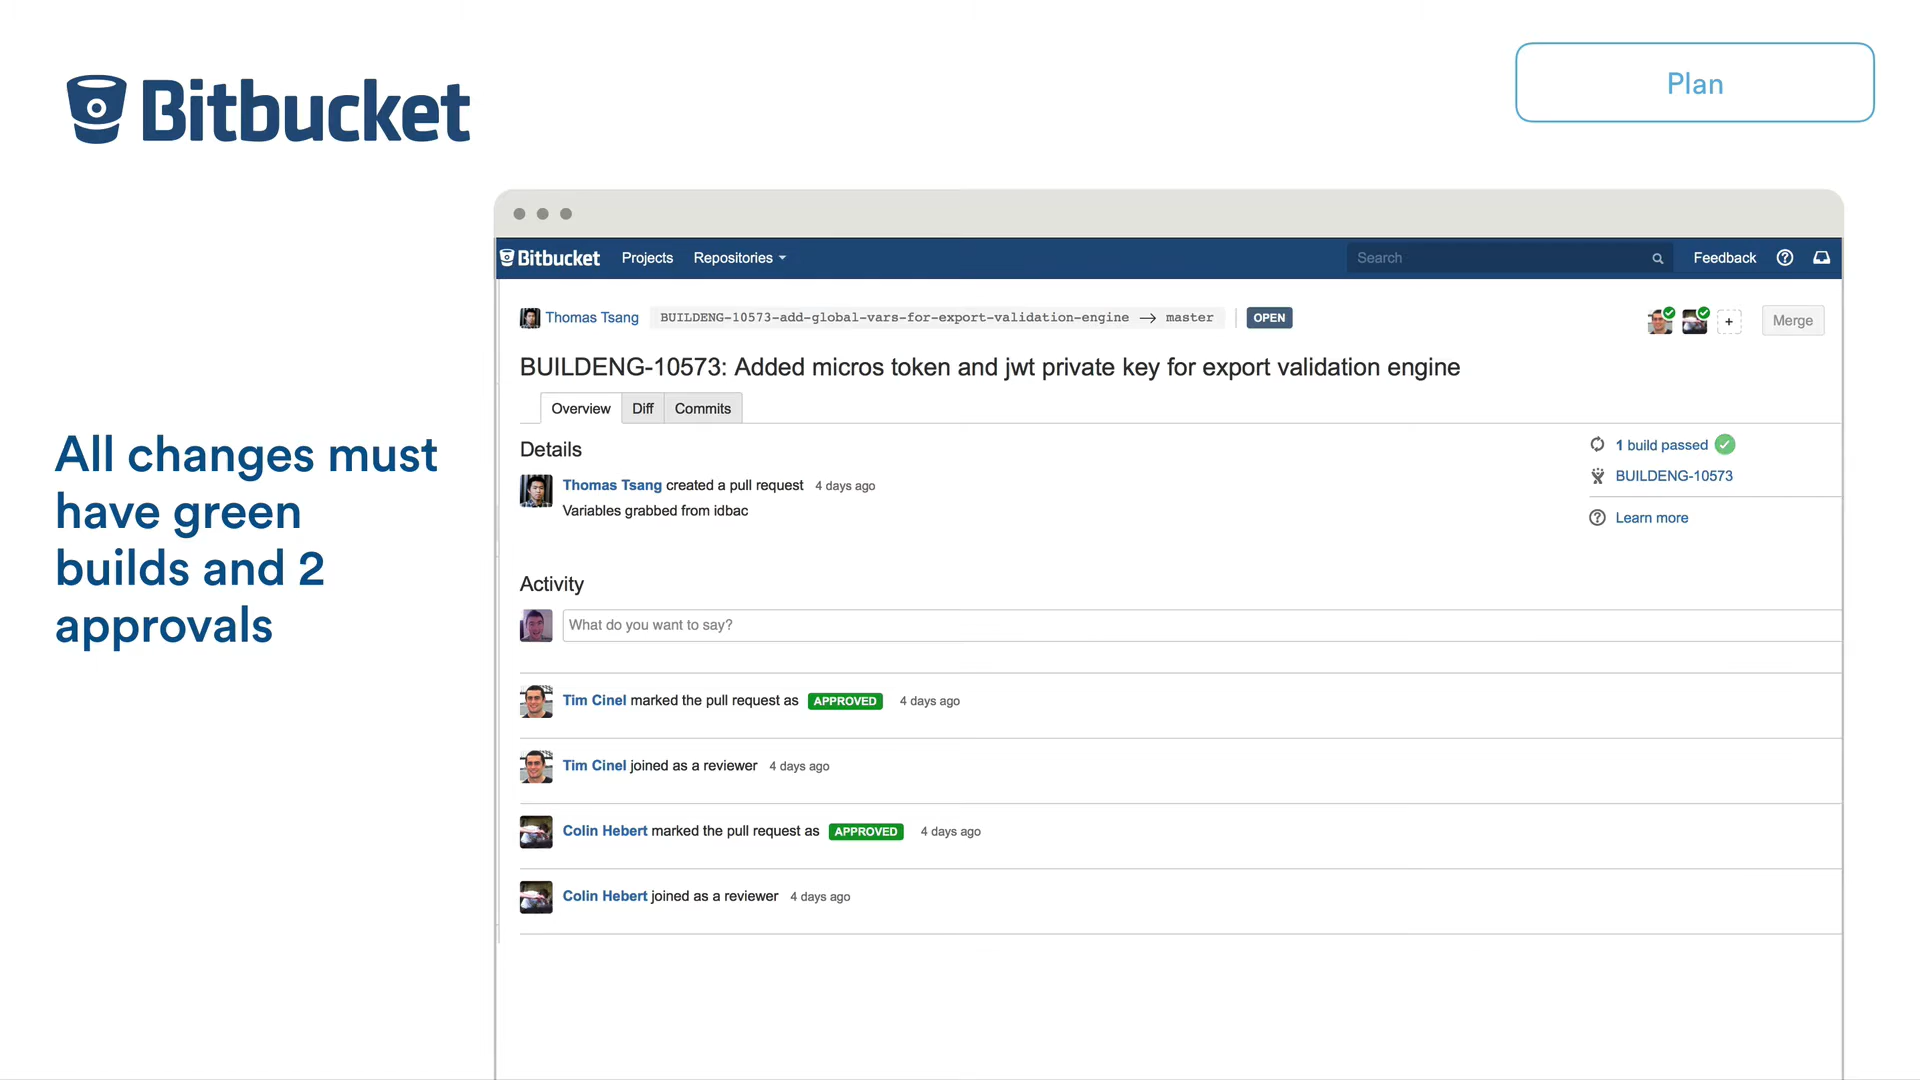 Bitbucket
Plan
All changes must
have green
builds and 2
approvals
Bitbucket Projects Repositories Search Feedback
Thomas Tsang BUILDENG-10573-add-global-vars-for-export-validation-engine → master OPEN + Merge
BUILDENG-10573: Added micros token and jwt private key for export validation engine
Overview Diff Commits
Details
1 build passed
Thomas Tsang created a pull request 4 days ago
BUILDENG-10573
Variables grabbed from idbac
Learn more
Activity
What do you want to say?
Tim Cinel marked the pull request as APPROVED 4 days ago
Tim Cinel joined as a reviewer 4 days ago
Colin Hebert marked the pull request as APPROVED 4 days ago
Colin Hebert joined as a reviewer 4 days ago